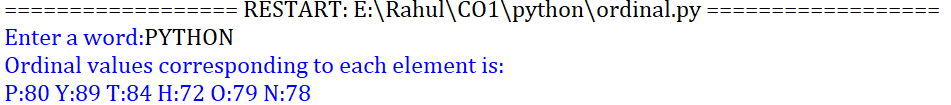 ================== RESTART: E:\Rahul\CO1\python\ordinal.py ==================
Enter a word:PYTHON
Ordinal values corresponding to each element is:
P:80 Y:89 T:84 H:72 O:79 N:78